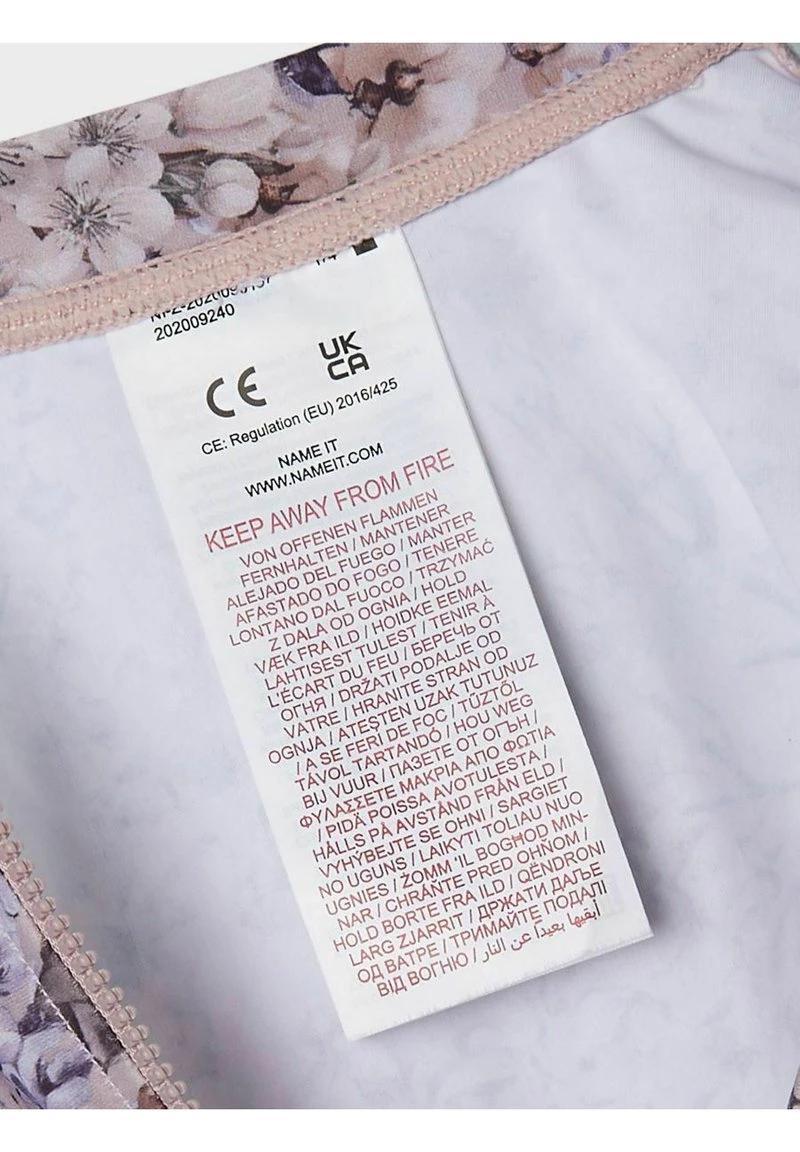 202009240
CE UK CA
CE: Regulation (EU) 2016/425
NAME IT
WWW.NAMEIT.COM
KEEP AWAY FROM FIRE
VON OFFENEN FLAMMEN
FERNHALTEN / MANTENER
ALEJADO DEL FUEGO / MANTER
AFASTADO DO FOGO / TENERE
LONTANO DAL FUOCO / TRZYMAĆ
Z DALA OD OGNIA / HOLD
VÆK FRA ILD / HOIDKE EEMAL
LAHTISEST TULEST / TENIR À
L'ÉCART DU FEU / БЕРЕЧЬ ОТ
ОГНЯ / DRŽATI PODALJE OD
VATRE / HRANITE STRAN OD
OGNJA / ATEŞTEN UZAK TUTUNUZ
/ A SE FERI DE FOC / TŰZTŐL
TÁVOL TARTANDÓ / HOU WEG
BIJ VUUR / ПАЗЕТЕ ОТ ОГЪН /
ΦΥΛΑΣΣΕΤΕ ΜΑΚΡΙΑ ΑΠΟ ΦΩΤΙΑ
/ PIDÄ POISSA AVOTULESTA /
HÅLLS PÅ AVSTÅND FRÅN ELD /
VYHÝBEJTE SE OHNI / SARGIET
NO UGUNS / LAIKYTI TOLIAU NUO
UGNIES / ŻOMM 'IL BOGĦOD MIN-
NAR / CHRÁŇTE PRED OHŇOM /
HOLD BORTE FRA ILD / QËNDRONI
LARG ZJARRIT / ДРЖАТИ ДАЉЕ
ОД ВАТРЕ / ТРИМАЙТЕ ПОДАЛІ
ВІД ВОГНЮ / أبقيها بعيداً عن النار